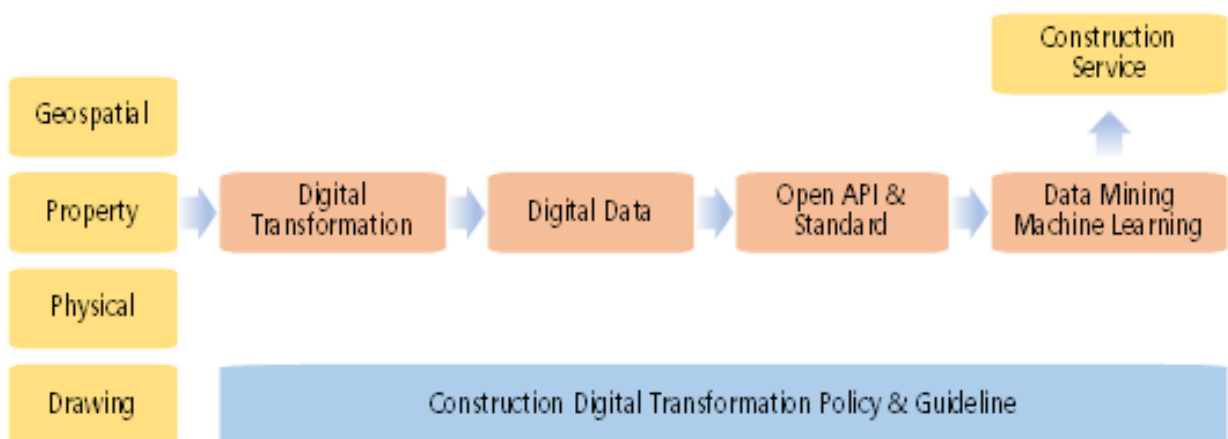 Construction
Service
Geospatial
Property
Digital
Transformation
Digital Data
Open API &
Standard
Data Mining
Machine Learning
Physical
Drawing
Construction Digital Transformation Policy & Guideline